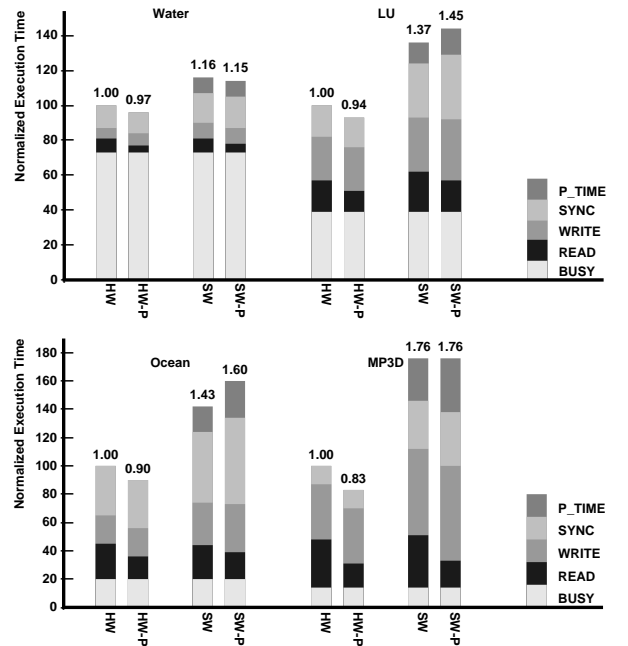 Water LU
Normalized Execution Time
140
120
100
80
60
40
20
0
1.00
0.97
1.16
1.15
1.00
0.94
1.37
1.45
HW
HW-P
SW
SW-P
HW
HW-P
SW
SW-P
P_TIME
SYNC
WRITE
READ
BUSY
Ocean MP3D
Normalized Execution Time
180
160
140
120
100
80
60
40
20
0
1.00
0.90
1.43
1.60
1.00
0.83
1.76
1.76
HW
HW-P
SW
SW-P
HW
HW-P
SW
SW-P
P_TIME
SYNC
WRITE
READ
BUSY